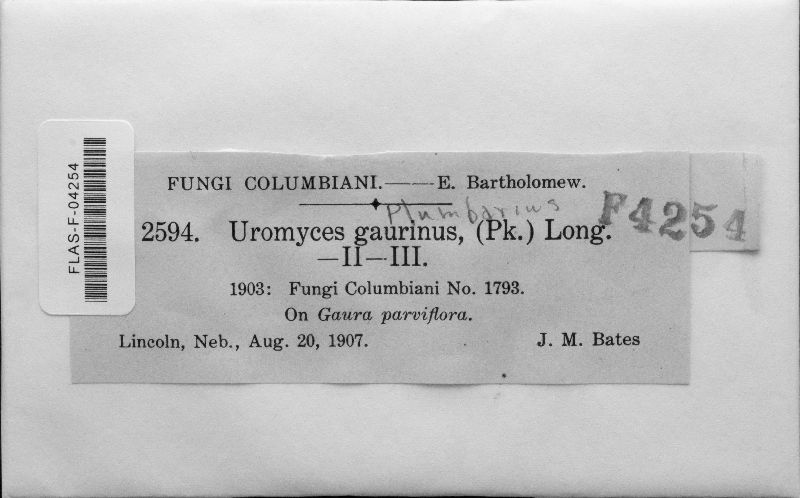 FLAS-F-04254
FUNGI COLUMBIANI.—— E. Bartholomew.
Plumbarius
2594. Uromyces gaurinus, (Pk.) Long.
—II—III.
F4254
1903: Fungi Columbiani No. 1793.
On Gaura parviflora.
Lincoln, Neb., Aug. 20, 1907. J. M. Bates